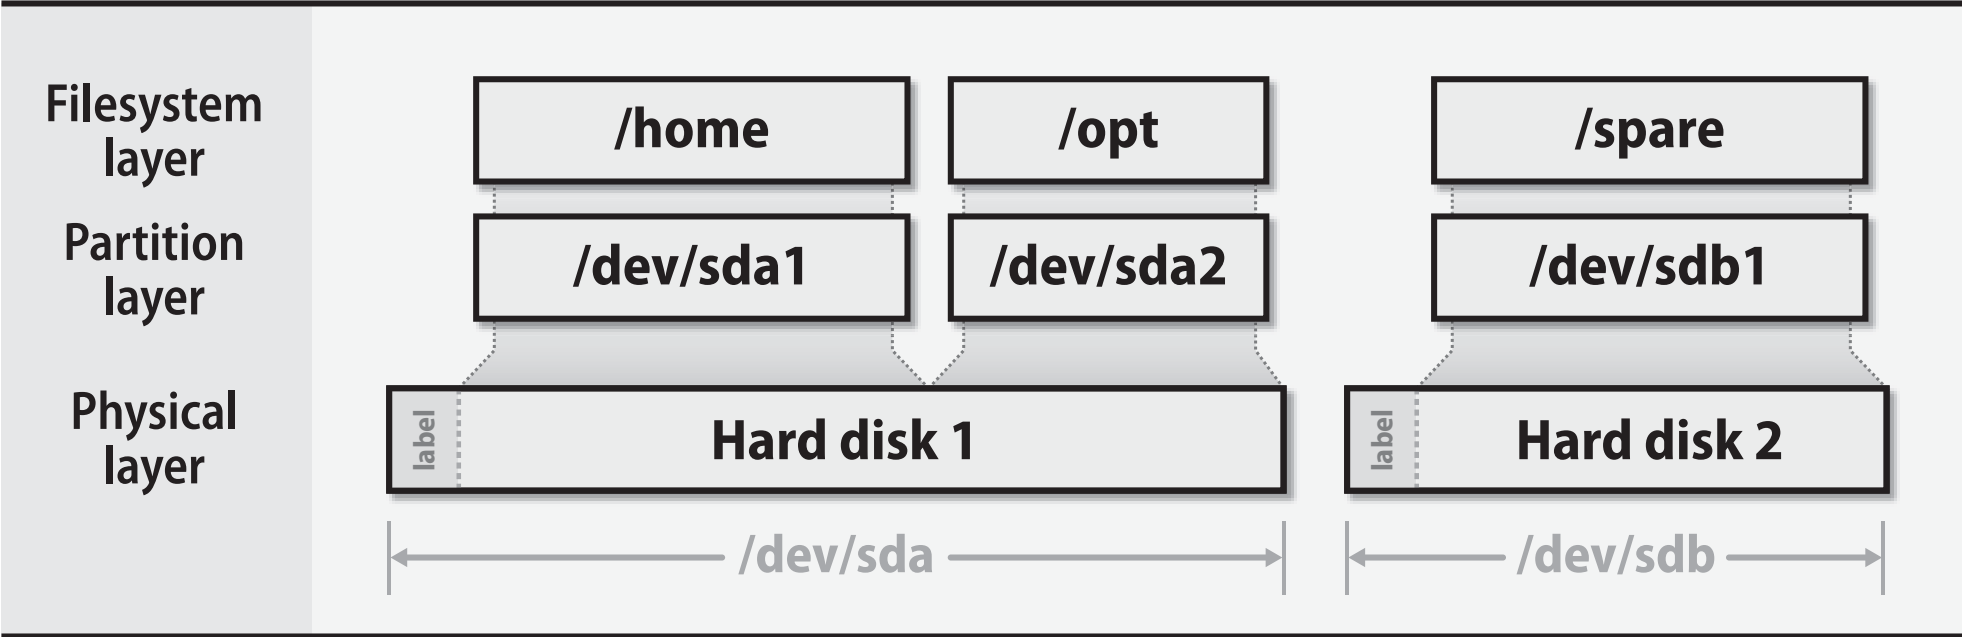 Filesystem
layer
/home
/opt
/spare
Partition
layer
/dev/sda1
/dev/sda2
/dev/sdb1
Physical
layer
label
Hard disk 1
label
Hard disk 2
/dev/sda
/dev/sdb